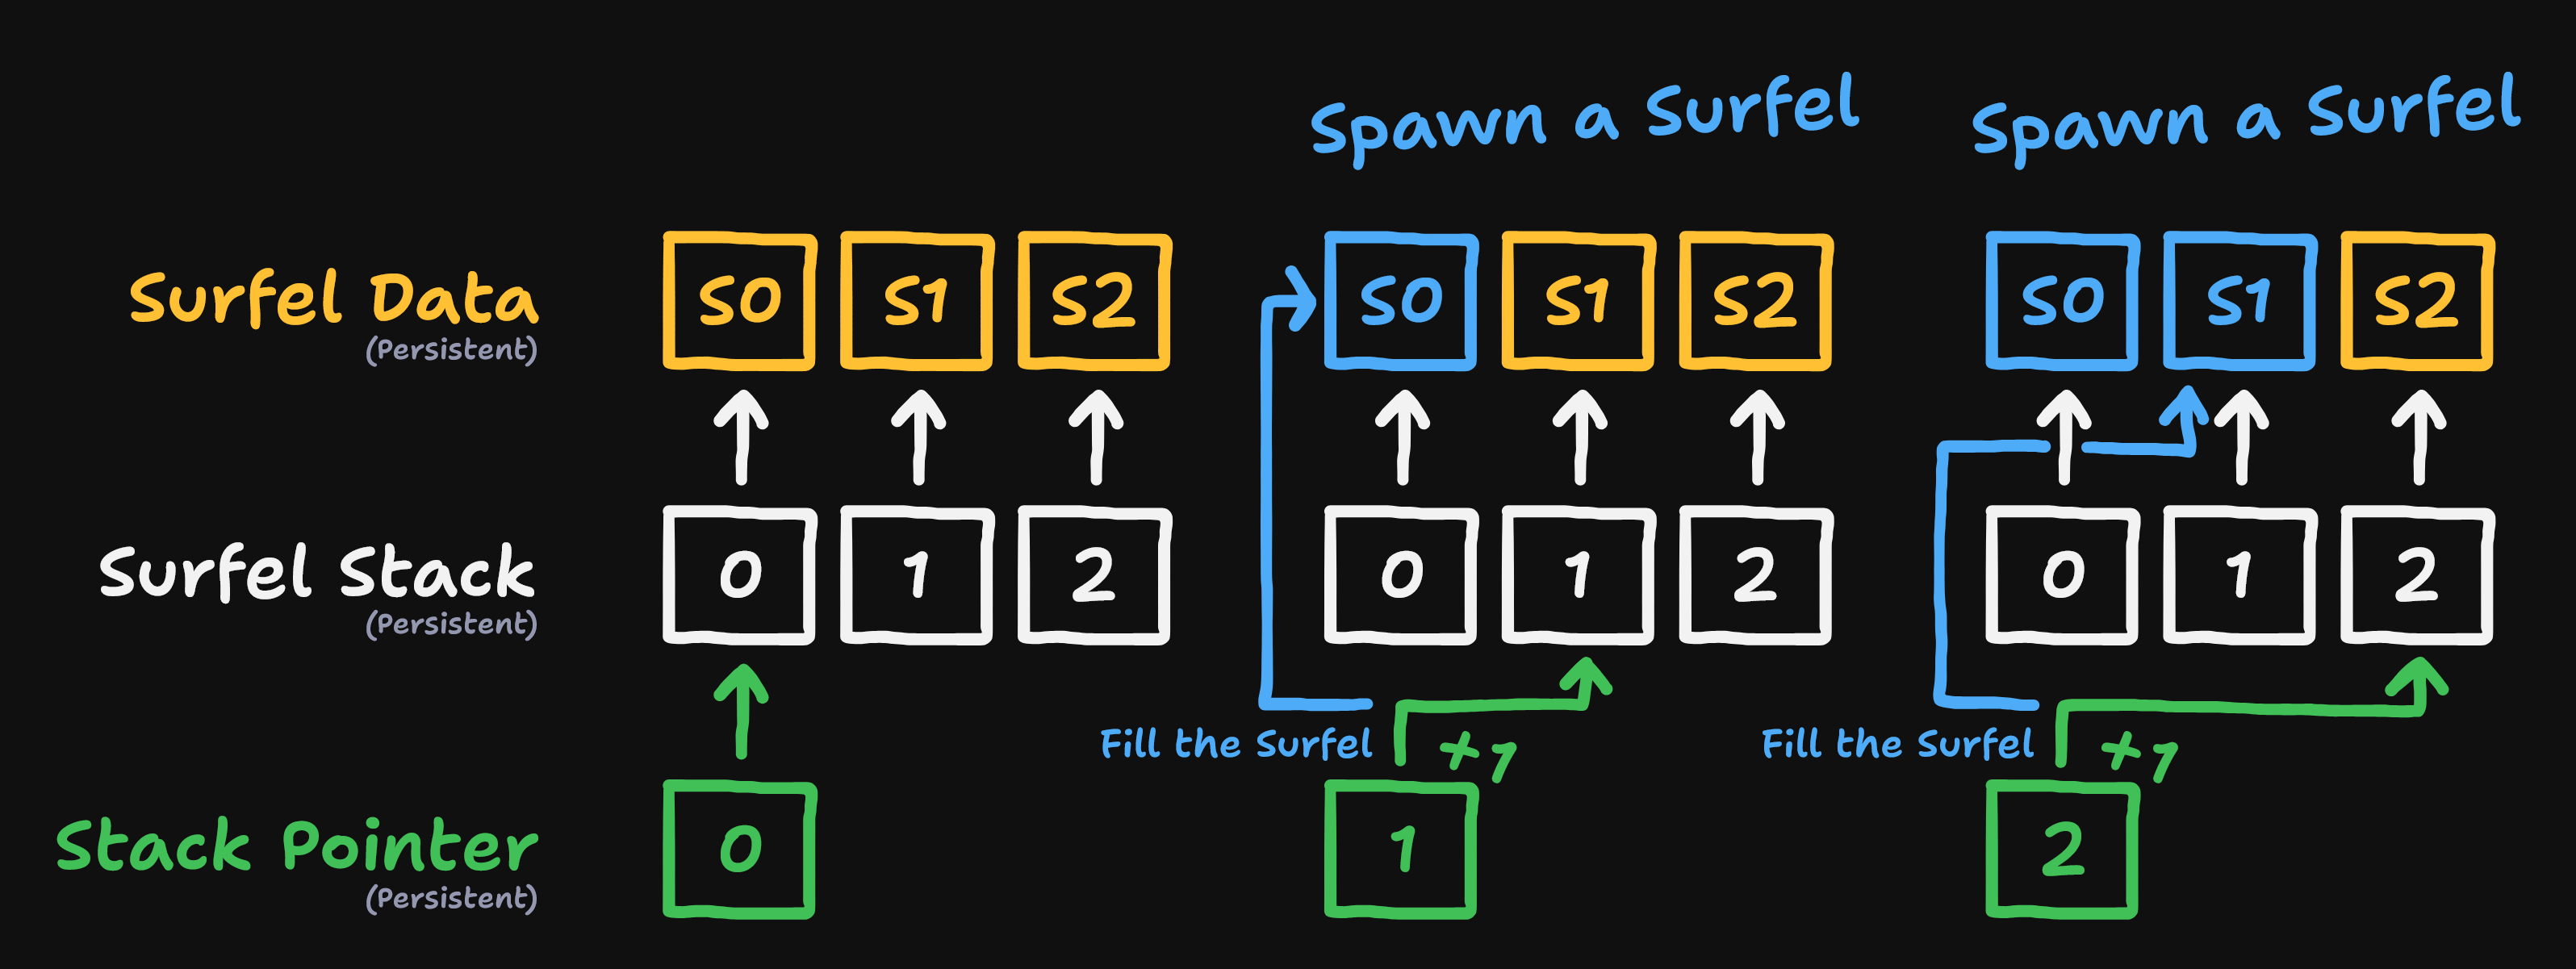 Spawn a Surfel
Spawn a Surfel
Surfel Data
(Persistent)
S0 S1 S2
S0 S1 S2
S0 S1 S2
Surfel Stack
(Persistent)
0 1 2
0 1 2
0 1 2
Fill the Surfel
+1
Fill the Surfel
+1
Stack Pointer
(Persistent)
0
1
2